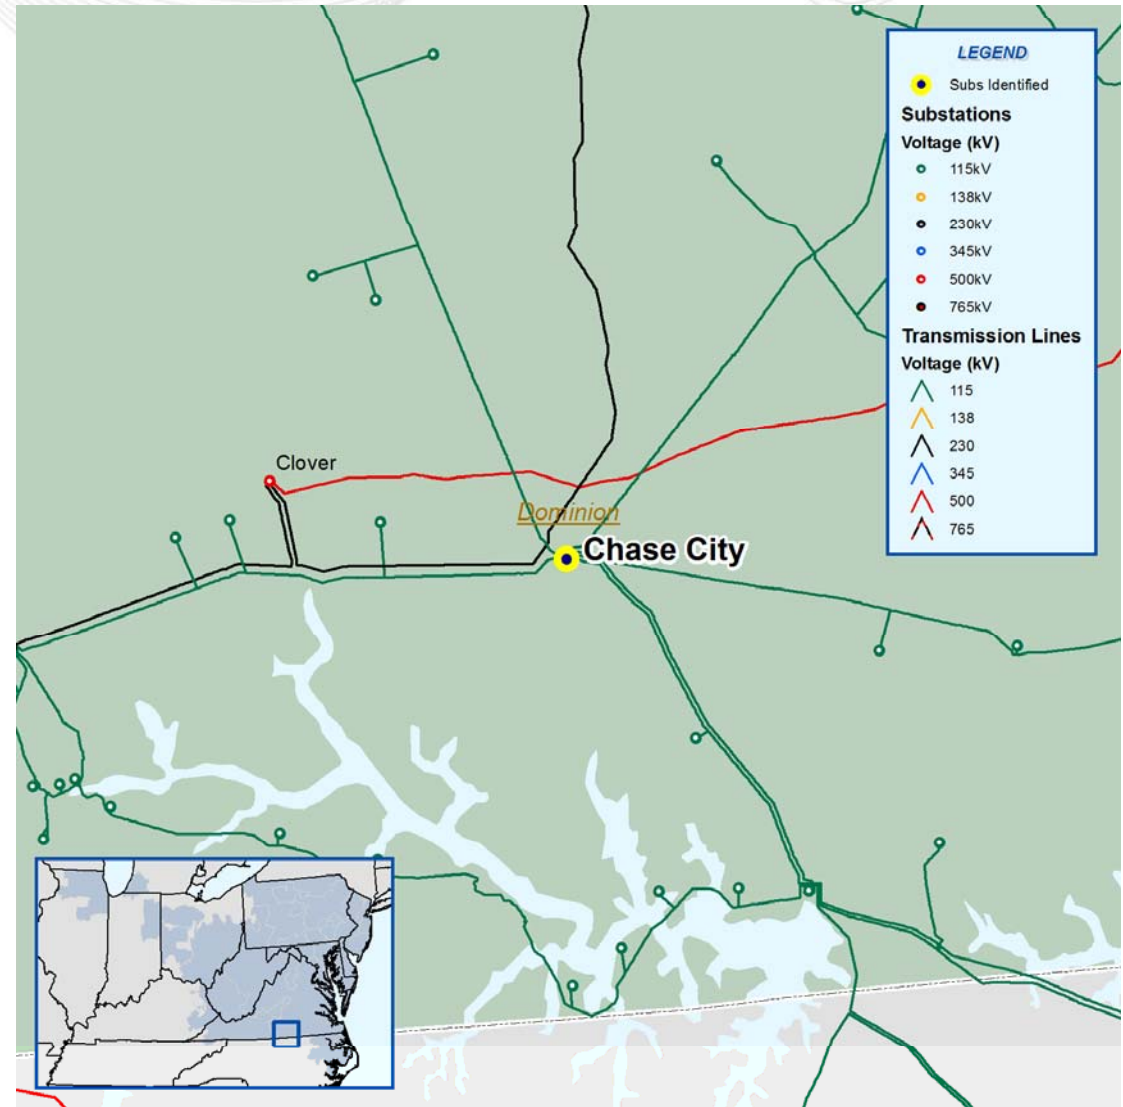 LEGEND
Subs Identified
Substations
Voltage (kV)
115kV
138kV
230kV
345kV
500kV
765kV
Transmission Lines
Voltage (kV)
115
138
230
345
500
765
Clover
Dominion
Chase City